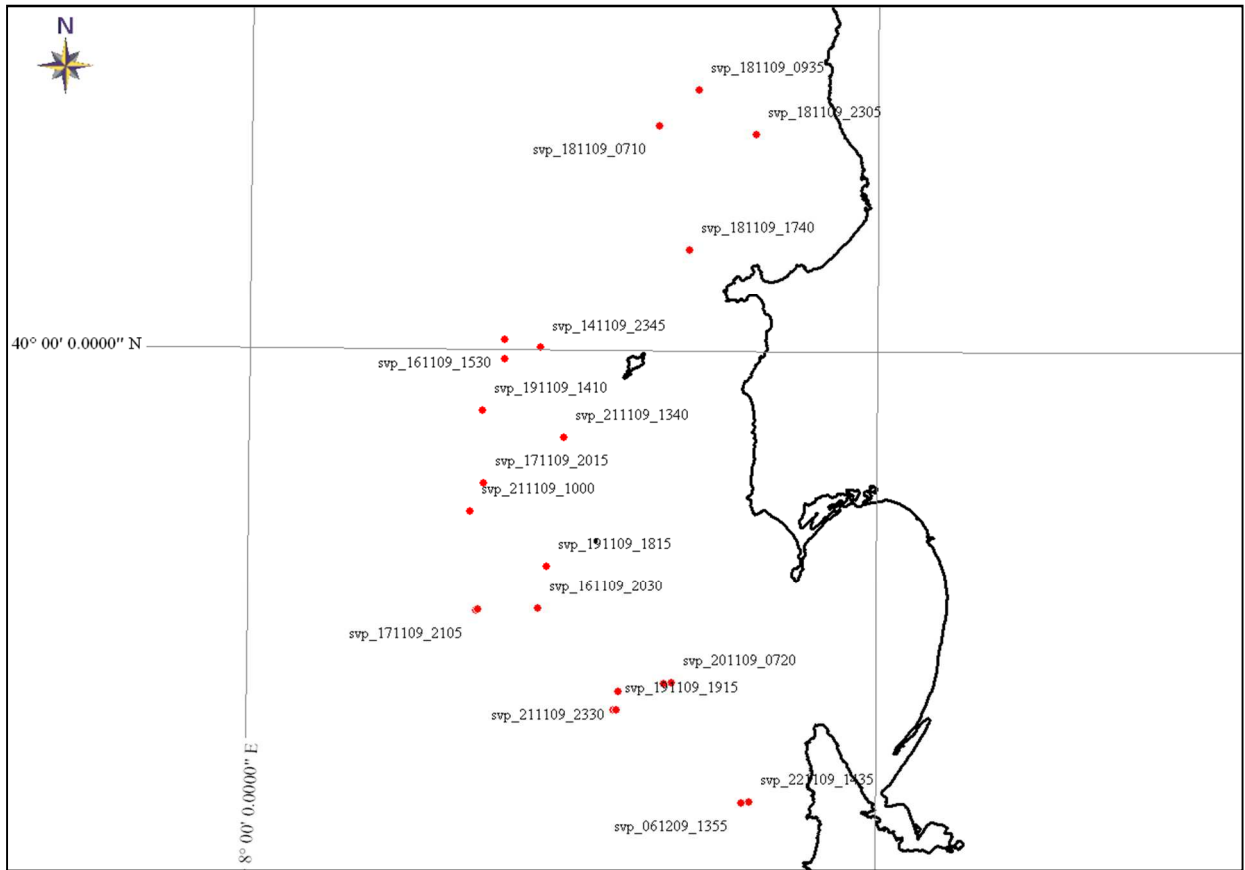 N
svp_181109_0935
svp_181109_2305
svp_181109_0710
svp_181109_1740
svp_141109_2345
40° 00' 0.0000" N
svp_161109_1530
svp_191109_1410
svp_211109_1340
svp_171109_2015
svp_211109_1000
svp_191109_1815
svp_161109_2030
svp_171109_2105
svp_201109_0720
svp_191109_1915
svp_211109_2330
8° 00' 0.0000" E
svp_221109_1435
svp_061209_1355